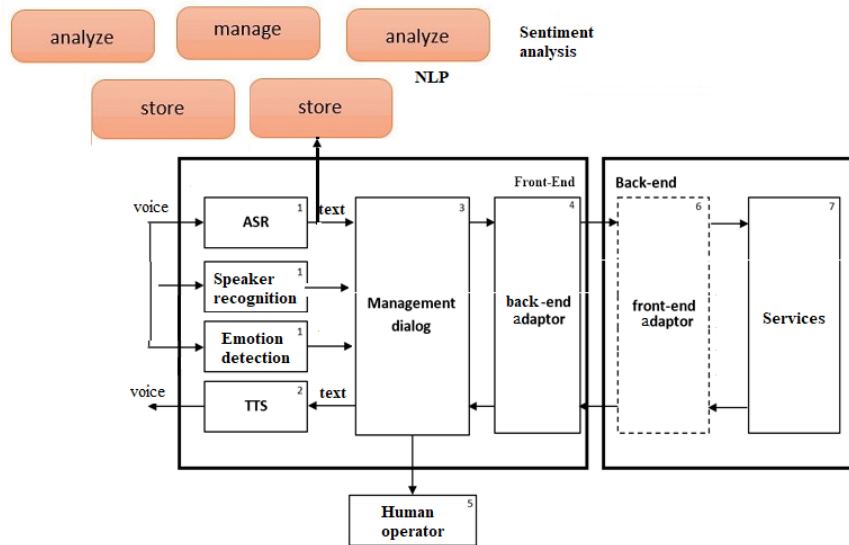 analyze
manage
analyze
Sentiment
analysis
NLP
store
store
Front-End
Back-end
voice
ASR
1
text
3
4
6
7
Speaker
recognition
1
Management
dialog
back-end
adaptor
front-end
adaptor
Services
Emotion
detection
1
voice
TTS
2
text
Human
operator
5